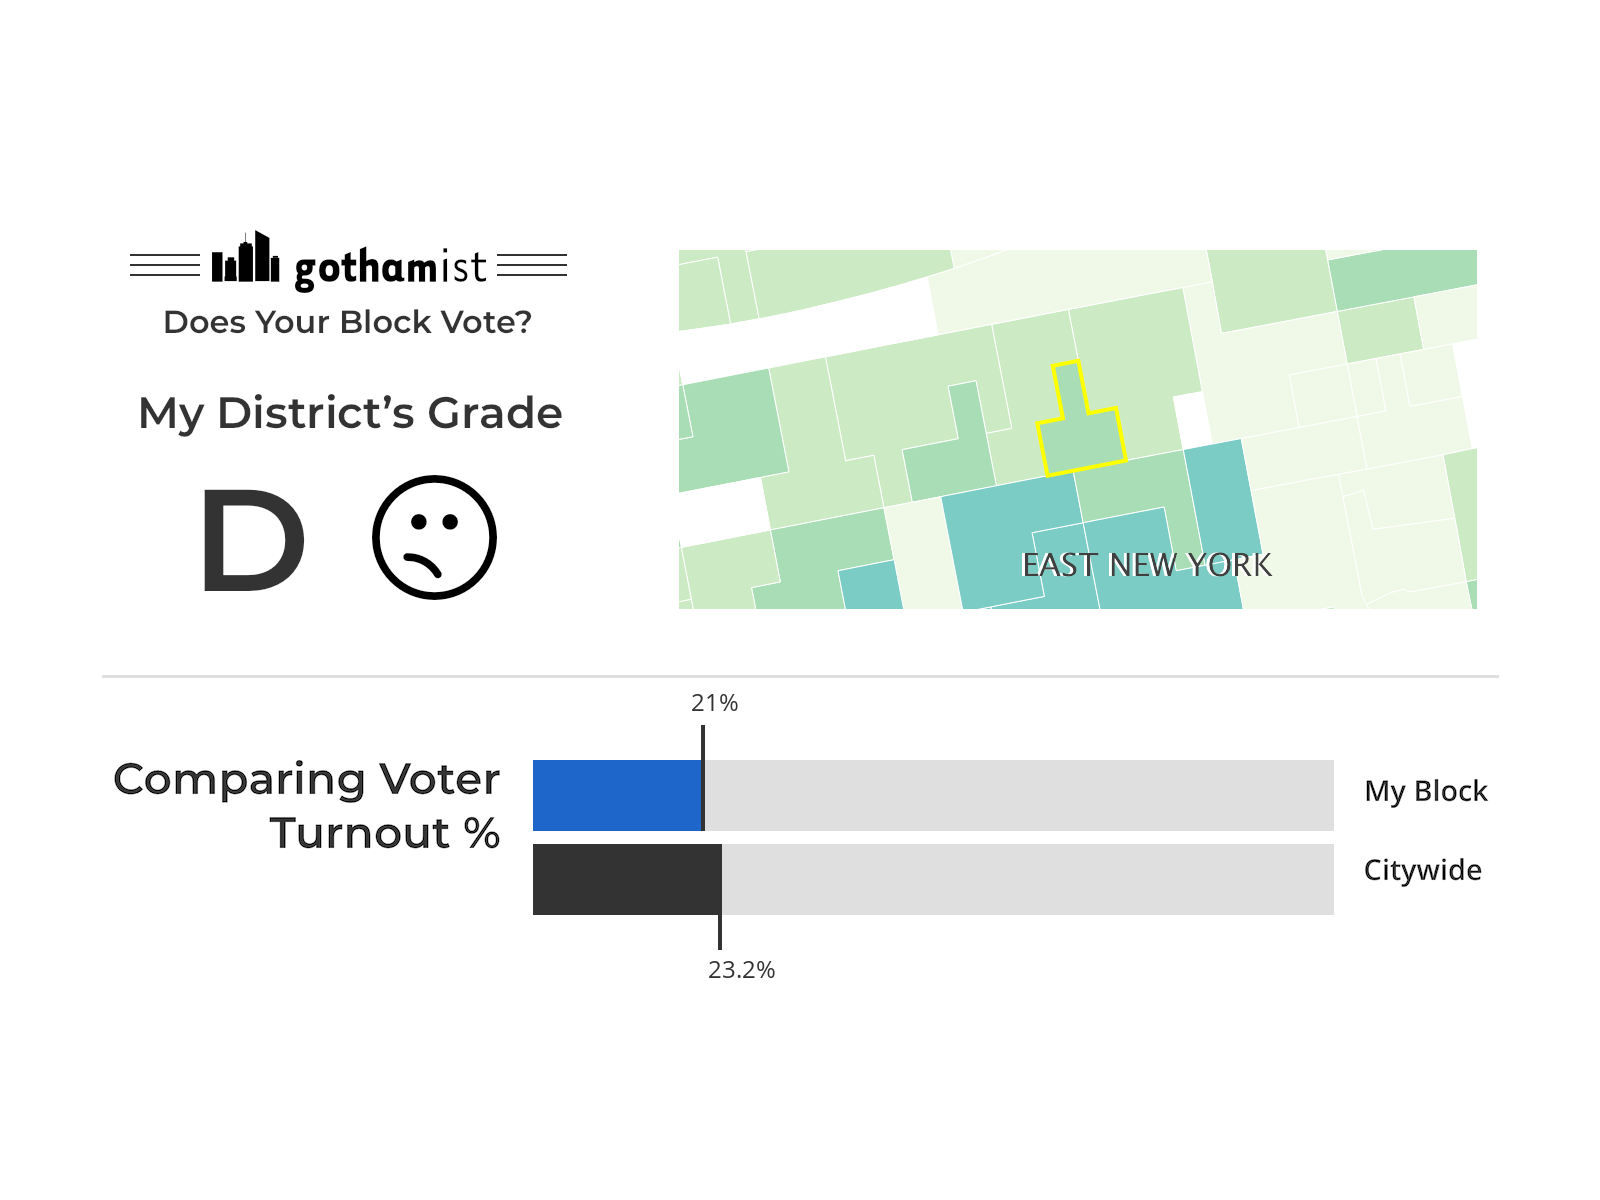 gothamist
Does Your Block Vote?
My District’s Grade
D
EAST NEW YORK
21%
Comparing Voter
Turnout %
My Block
Citywide
23.2%